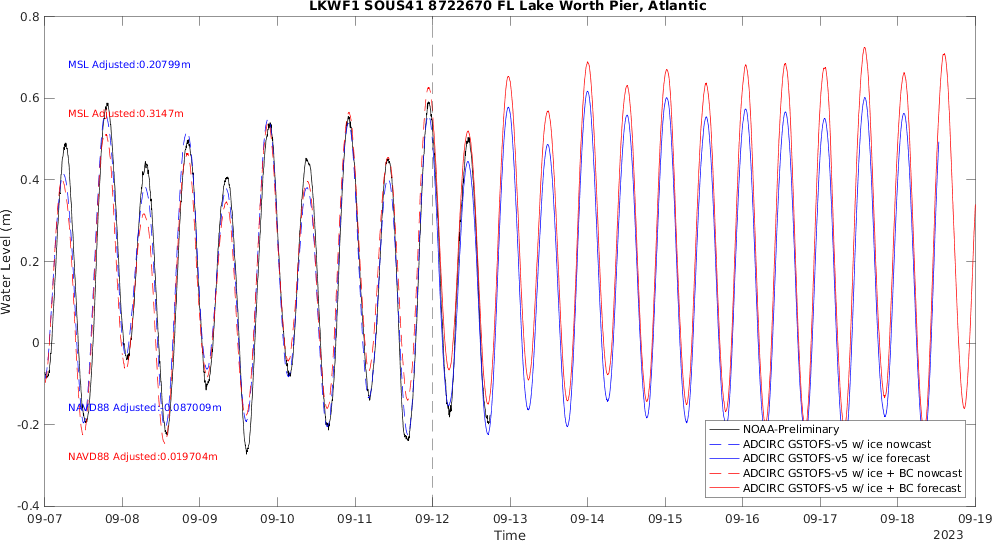 LKWF1 SOUS41 8722670 FL Lake Worth Pier, Atlantic
0.8
0.6
0.4
0.2
0
-0.2
-0.4
Water Level (m)
MSL Adjusted:0.20799m
MSL Adjusted:0.3147m
NAVD88 Adjusted:-0.087009m
NAVD88 Adjusted:0.019704m
NOAA-Preliminary
ADCIRC GSTOFS-v5 w/ ice nowcast
ADCIRC GSTOFS-v5 w/ ice forecast
ADCIRC GSTOFS-v5 w/ ice + BC nowcast
ADCIRC GSTOFS-v5 w/ ice + BC forecast
09-07 09-08 09-09 09-10 09-11 09-12 09-13 09-14 09-15 09-16 09-17 09-18 09-19
Time
2023